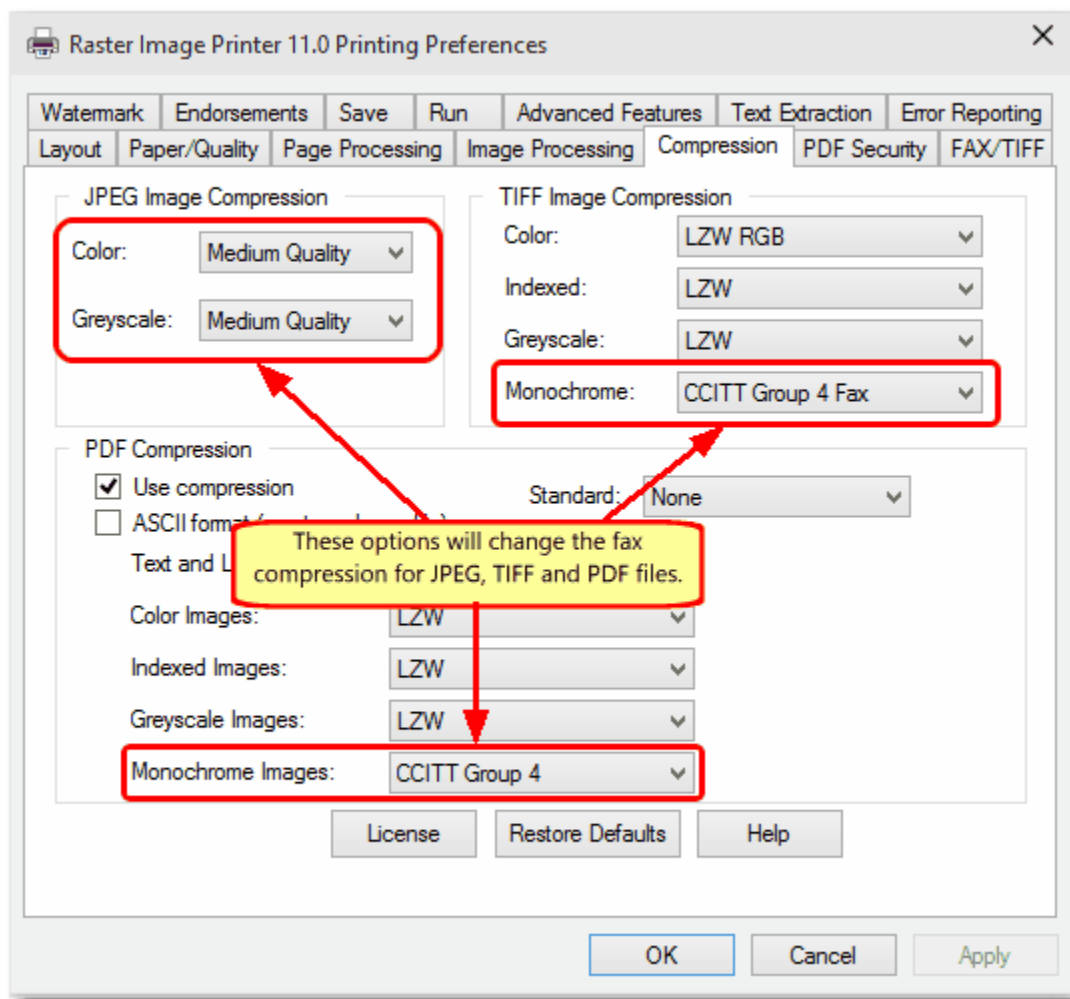 Raster Image Printer 11.0 Printing Preferences
Watermark Endorsements Save Run Advanced Features Text Extraction Error Reporting
Layout Paper/Quality Page Processing Image Processing Compression PDF Security FAX/TIFF
JPEG Image Compression
Color: Medium Quality
Greyscale: Medium Quality
TIFF Image Compression
Color: LZW RGB
Indexed: LZW
Greyscale: LZW
Monochrome: CCITT Group 4 Fax
PDF Compression
Use compression
Standard: None
ASCII format
Text and
These options will change the fax
compression for JPEG, TIFF and PDF files.
Color Images: LZW
Indexed Images: LZW
Greyscale Images: LZW
Monochrome Images: CCITT Group 4
License Restore Defaults Help
OK Cancel Apply